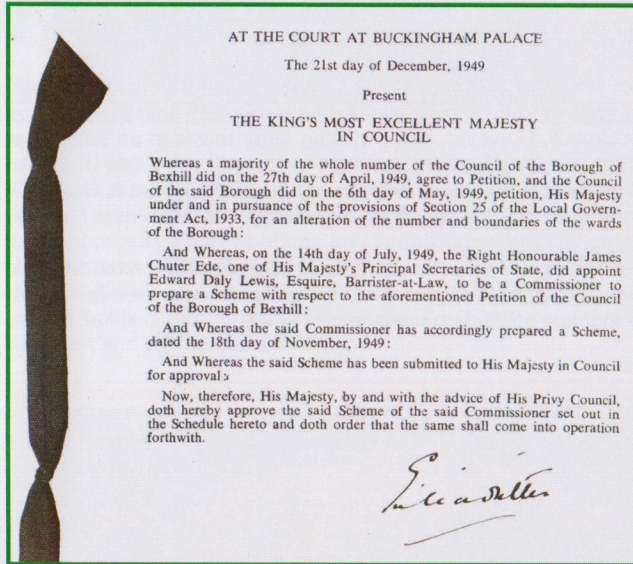 AT THE COURT AT BUCKINGHAM PALACE
The 21st day of December, 1949
Present
THE KING'S MOST EXCELLENT MAJESTY
IN COUNCIL
Whereas a majority of the whole number of the Council of the Borough of
Bexhill did on the 27th day of April, 1949, agree to Petition, and the Council
of the said Borough did on the 6th day of May, 1949, petition, His Majesty
under and in pursuance of the provisions of Section 25 of the Local Govern-
ment Act, 1933, for an alteration of the number and boundaries of the wards
of the Borough:
And Whereas, on the 14th day of July, 1949, the Right Honourable James
Chuter Ede, one of His Majesty's Principal Secretaries of State, did appoint
Edward Daly Lewis, Esquire, Barrister-at-Law, to be a Commissioner to
prepare a Scheme with respect to the aforementioned Petition of the Council
of the Borough of Bexhill:
And Whereas the said Commissioner has accordingly prepared a Scheme,
dated the 18th day of November, 1949:
And Whereas the said Scheme has been submitted to His Majesty in Council
for approval:
Now, therefore, His Majesty, by and with the advice of His Privy Council,
doth hereby approve the said Scheme of the said Commissioner set out in
the Schedule hereto and doth order that the same shall come into operation
forthwith.